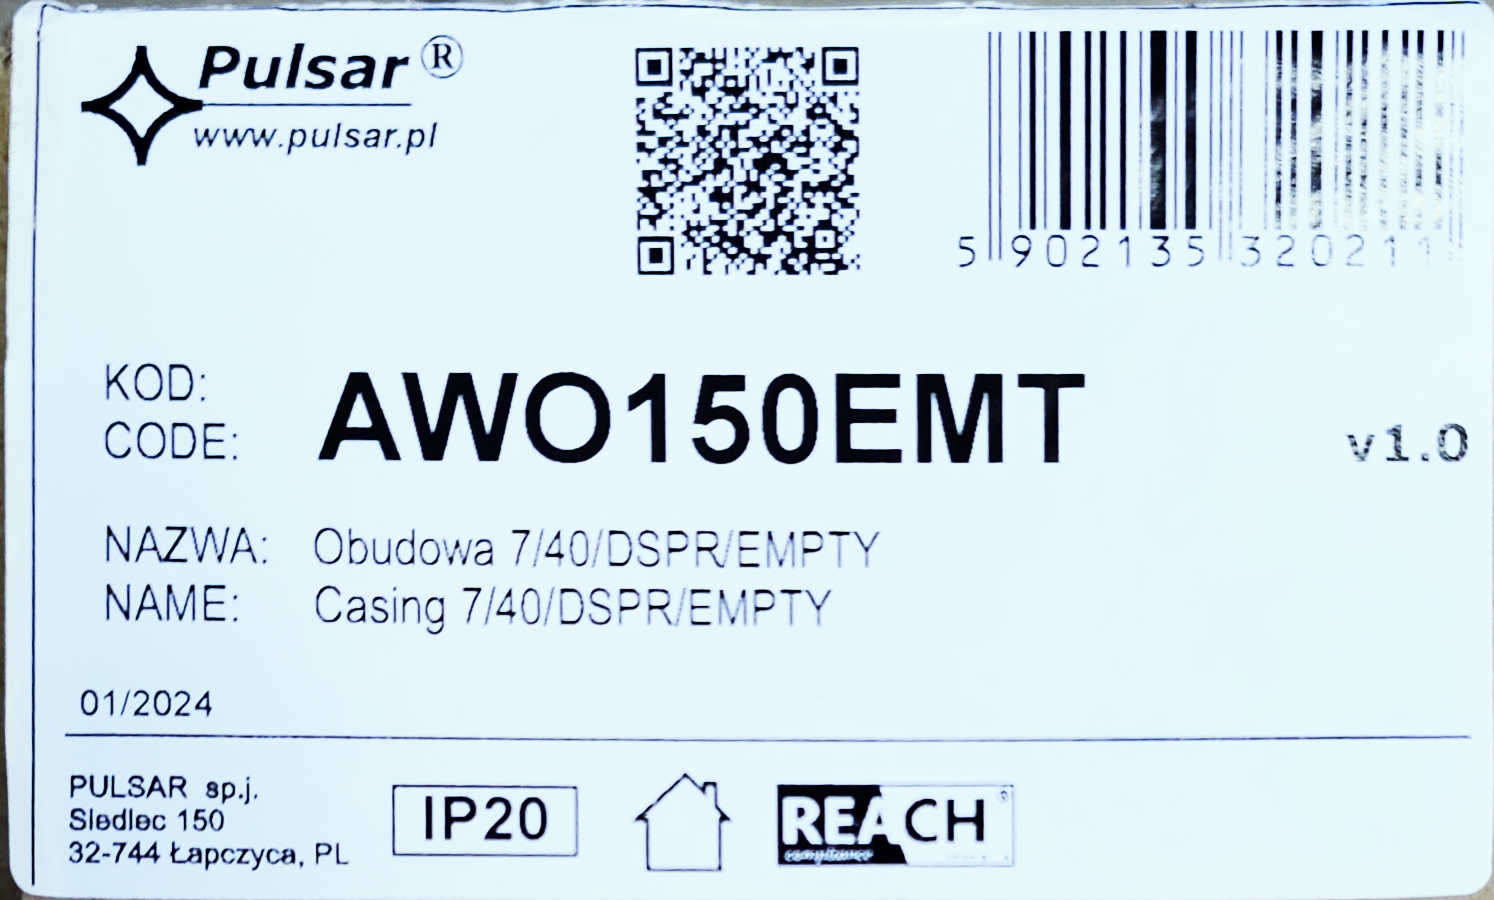 Pulsar ®
www.pulsar.pl
5 902135 320211
KOD:
CODE:
AWO150EMT
v1.0
NAZWA: Obudowa 7/40/DSPR/EMPTY
NAME: Casing 7/40/DSPR/EMPTY
01/2024
PULSAR sp.j.
Siedlec 150
32-744 Łapczyca, PL
IP20
REACH
compliance